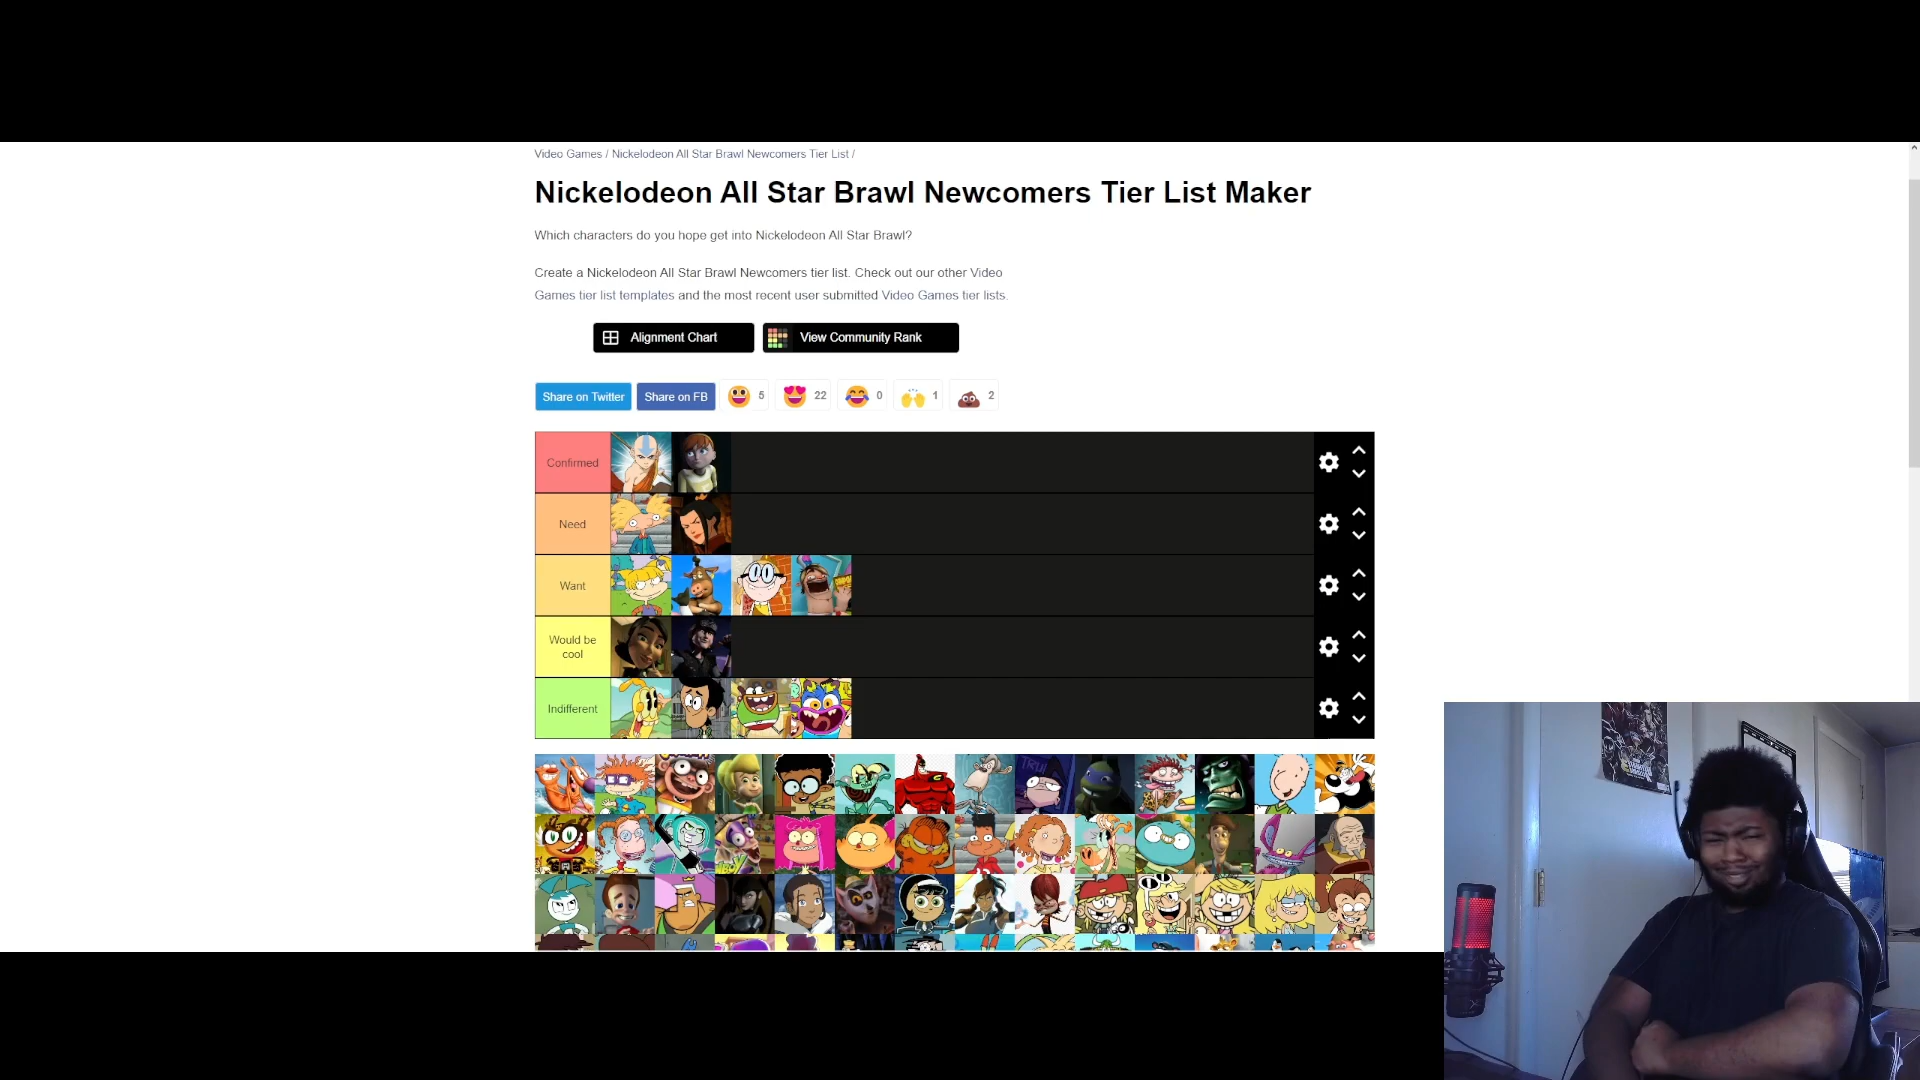 Video Games / Nickelodeon All Star Brawl Newcomers Tier List /
Nickelodeon All Star Brawl Newcomers Tier List Maker
Which characters do you hope get into Nickelodeon All Star Brawl?
Create a Nickelodeon All Star Brawl Newcomers tier list. Check out our other Video
Games tier list templates and the most recent user submitted Video Games tier lists.
Alignment Chart
View Community Rank
Share on Twitter
Share on FB
5
22
0
1
2
Confirmed
Need
Want
Would be
cool
Indifferent